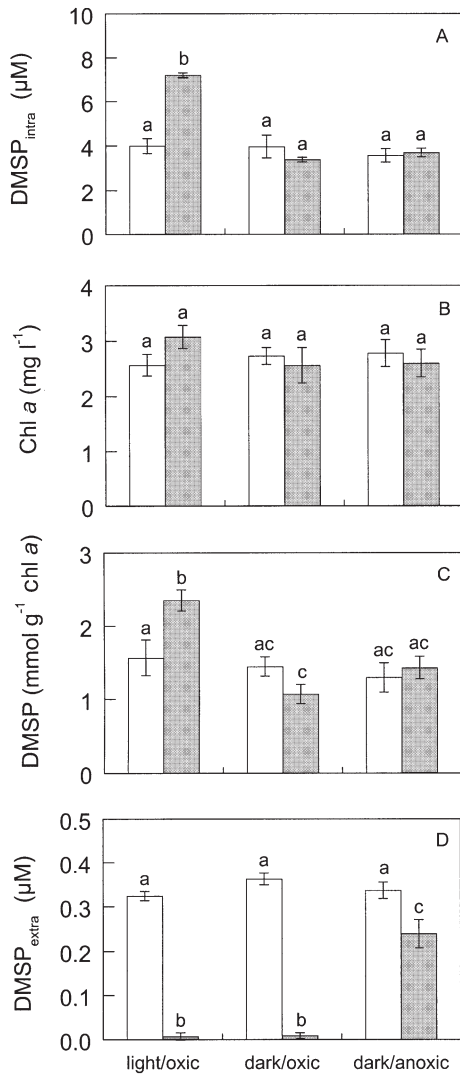 A
DMSPintra (µM)
10
8
6
4
2
0
a b a a a a
B
Chl a (mg l-1)
4
3
2
1
0
a a a a a a
C
DMSP (mmol g-1 chl a)
3
2
1
0
a b ac c ac ac
D
DMSPextra (µM)
0.5
0.4
0.3
0.2
0.1
0.0
a b a b a c
light/oxic dark/oxic dark/anoxic